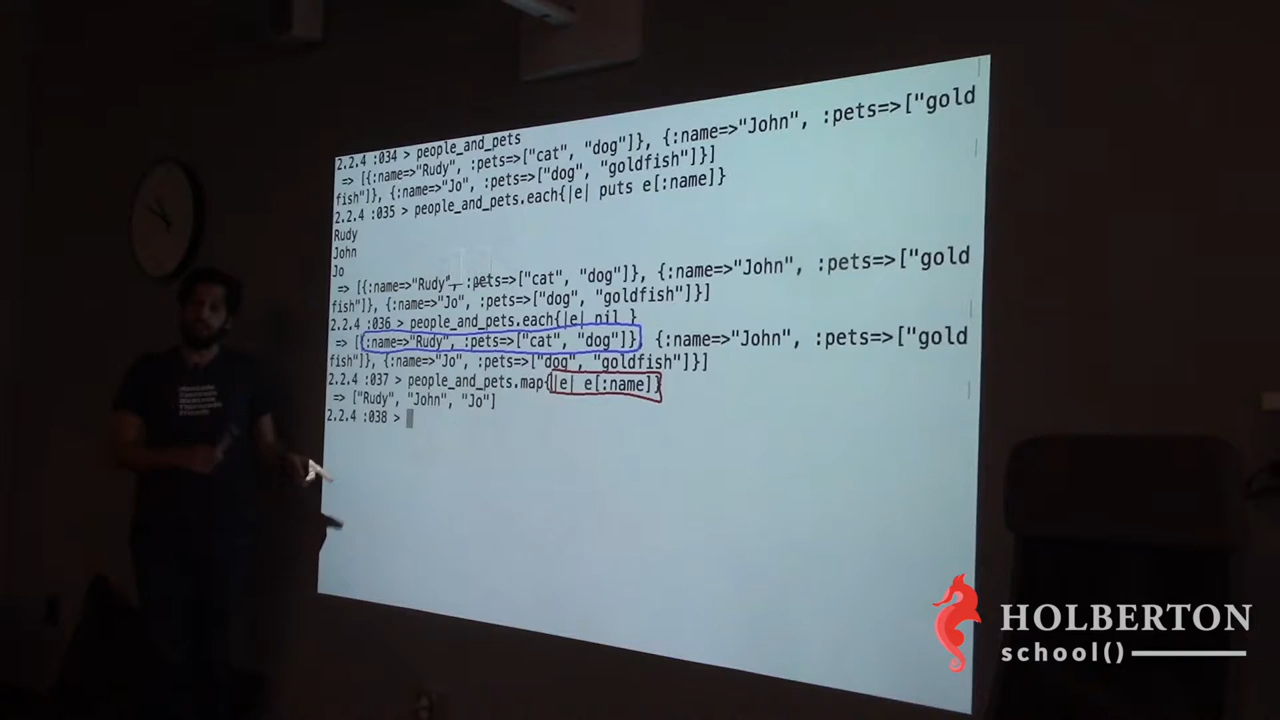 2.2.4 :034 > people_and_pets
=> [{:name=>"Rudy", :pets=>["cat", "dog"]}, {:name=>"John", :pets=>["gold
fish"]}, {:name=>"Jo", :pets=>["dog", "goldfish"]}]
2.2.4 :035 > people_and_pets.each{|e| puts e[:name]}
Rudy
John
Jo
=> [{:name=>"Rudy", :pets=>["cat", "dog"]}, {:name=>"John", :pets=>["gold
fish"]}, {:name=>"Jo", :pets=>["dog", "goldfish"]}]
2.2.4 :036 > people_and_pets.each{|e| nil }
=> [{:name=>"Rudy", :pets=>["cat", "dog"]}, {:name=>"John", :pets=>["gold
fish"]}, {:name=>"Jo", :pets=>["dog", "goldfish"]}]
2.2.4 :037 > people_and_pets.map{|e| e[:name]}
=> ["Rudy", "John", "Jo"]
2.2.4 :038 >
HOLBERTON
school()